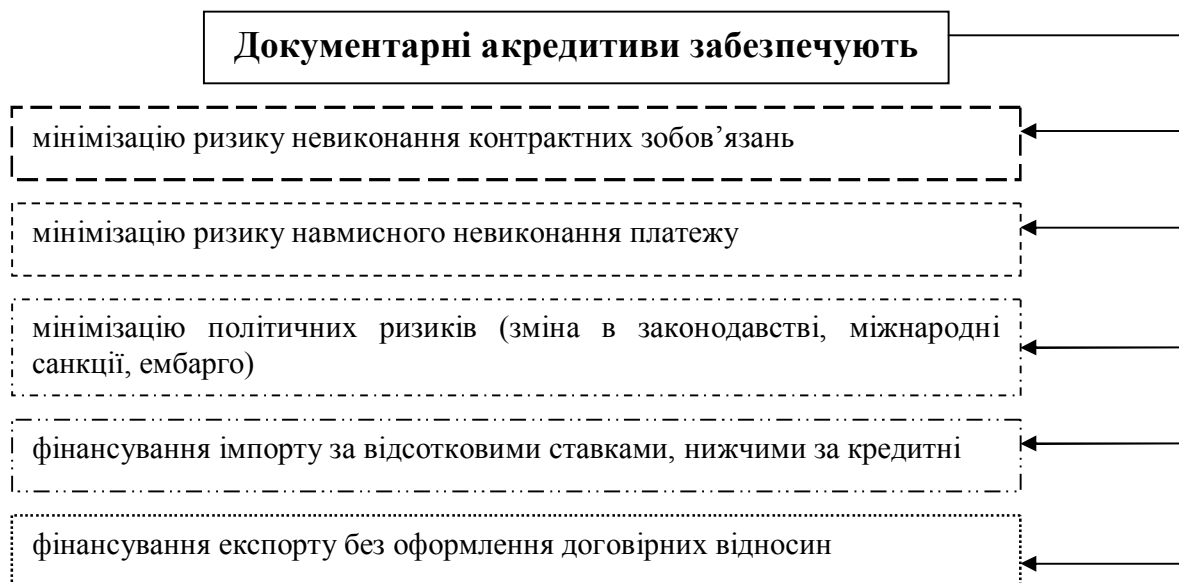 Документарні акредитиви забезпечують
мінімізацію ризику невиконання контрактних зобов’язань
мінімізацію ризику навмисного невиконання платежу
мінімізацію політичних ризиків (зміна в законодавстві, міжнародні
санкції, ембарго)
фінансування імпорту за відсотковими ставками, нижчими за кредитні
фінансування експорту без оформлення договірних відносин